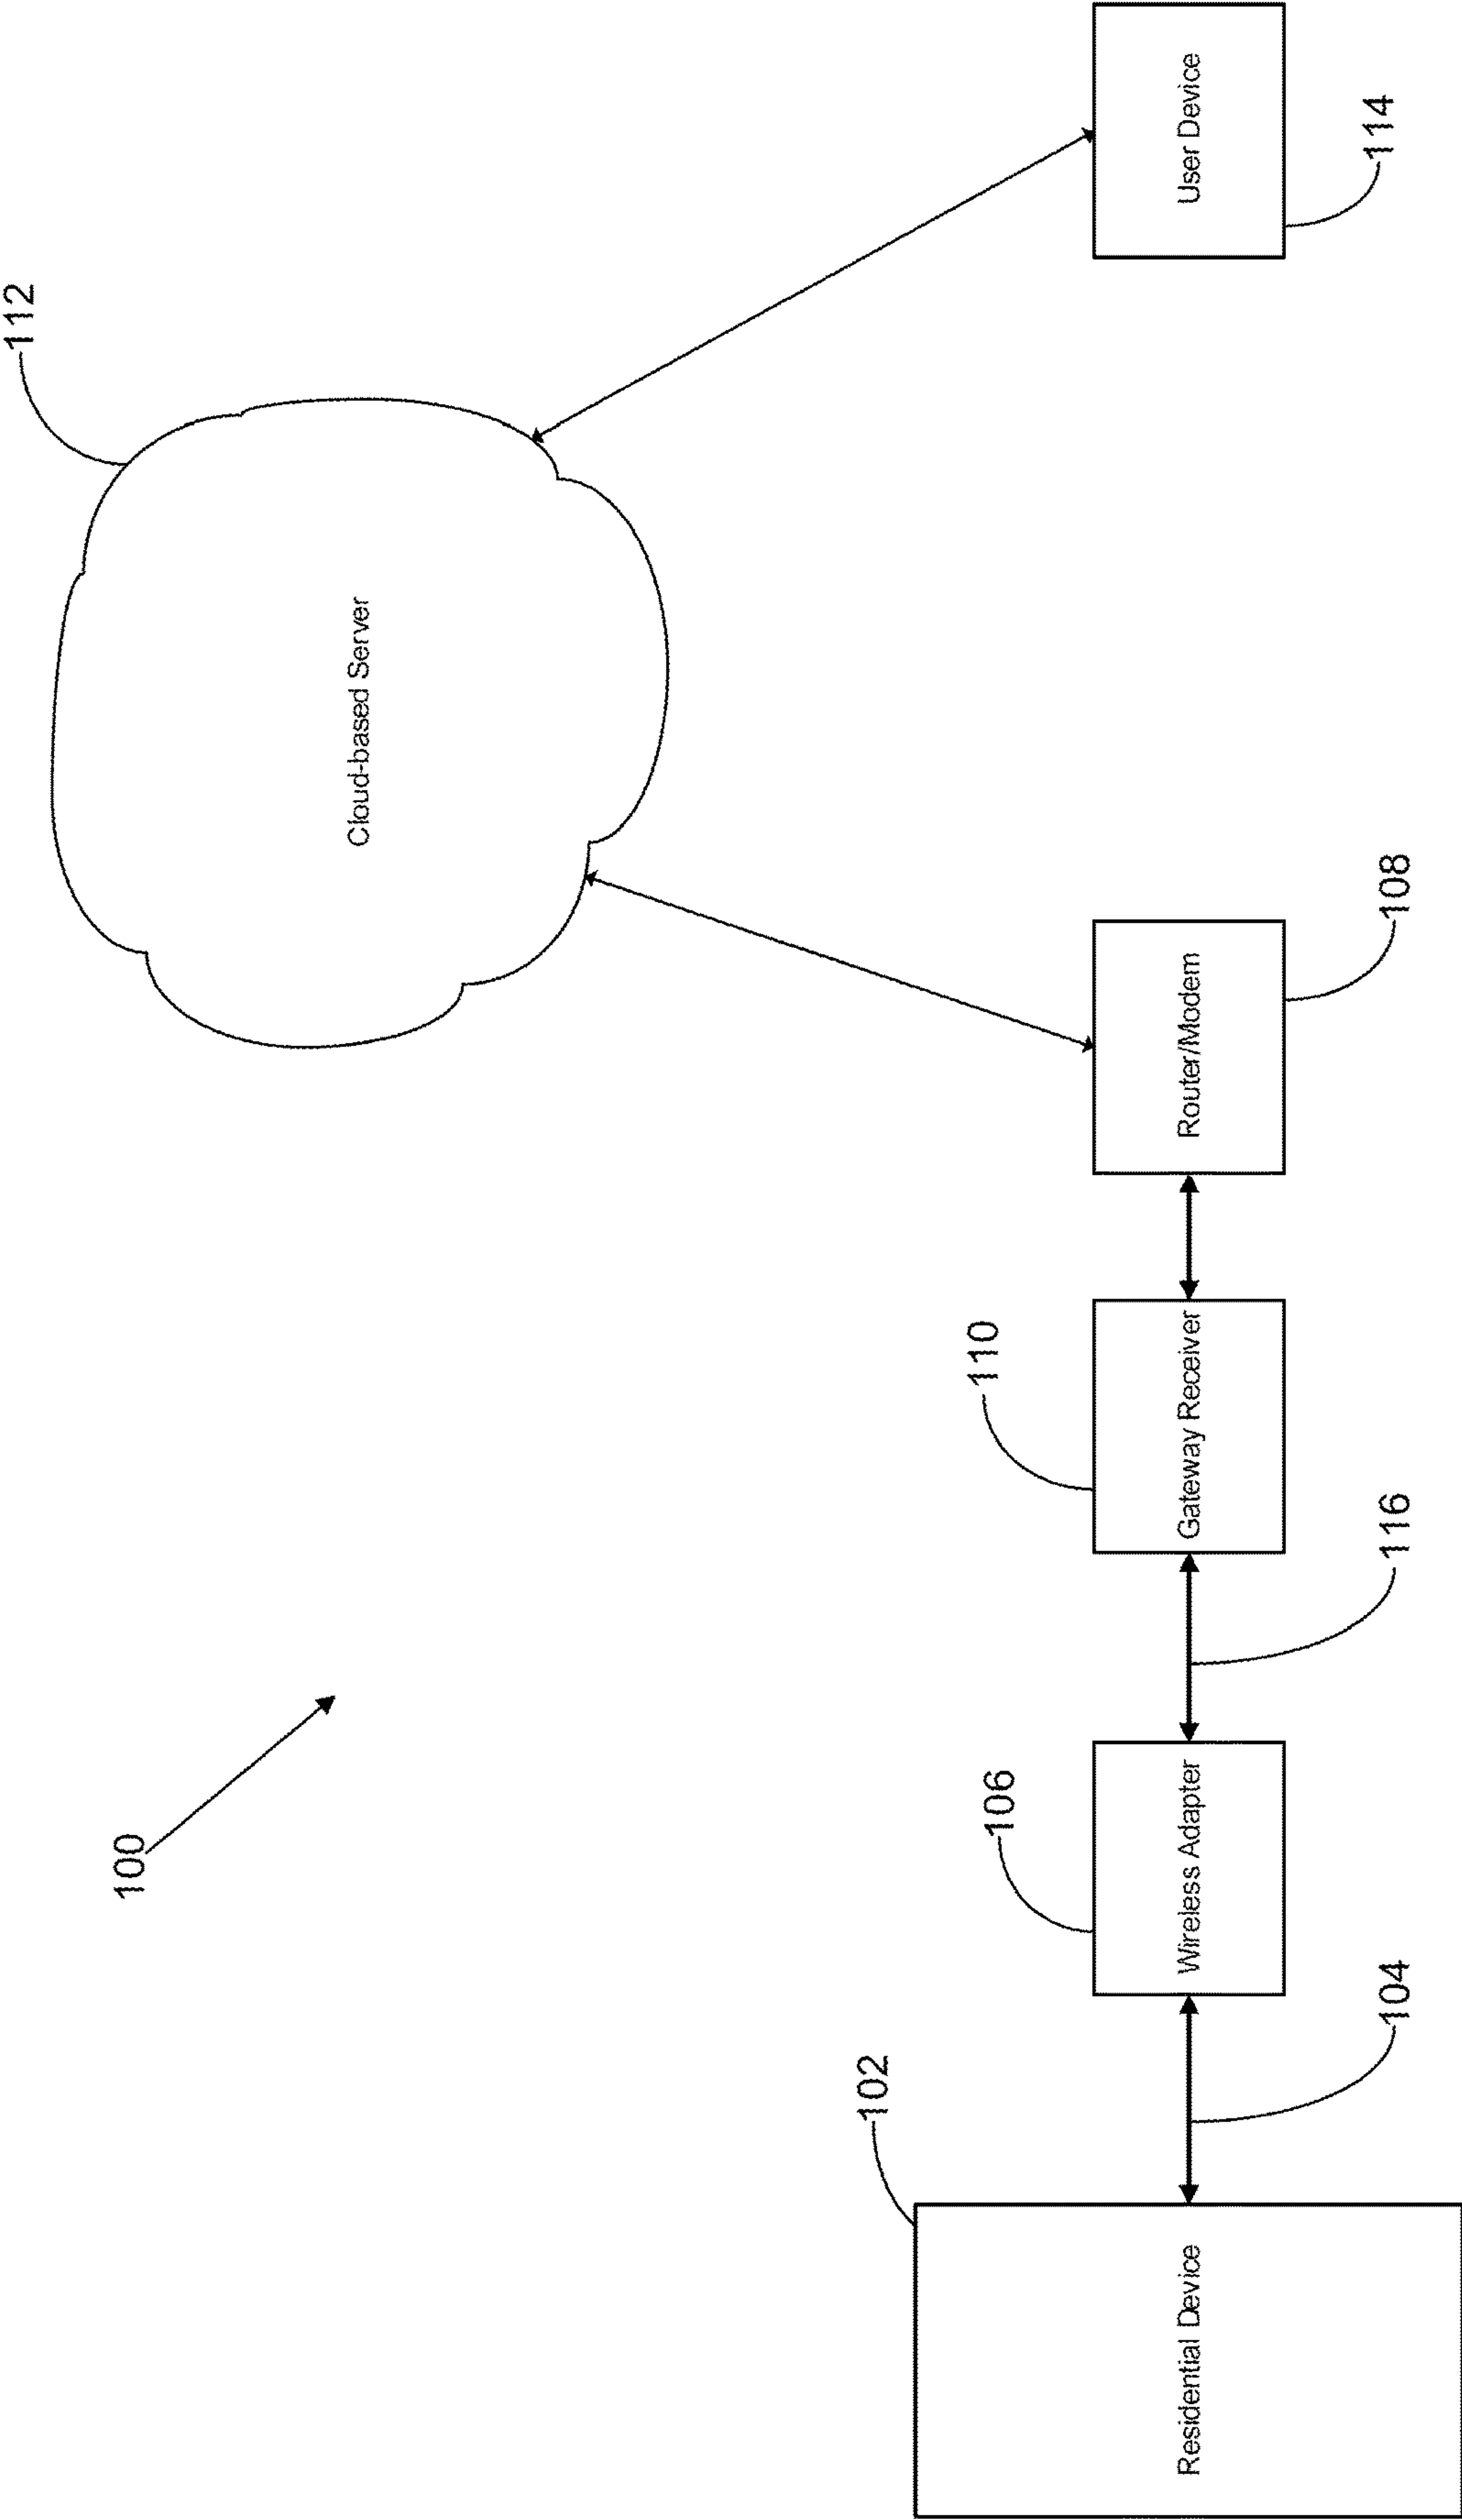 112
Cloud-based Server
100
110
106
102
Residential Device
Wireless Adapter
Gateway Receiver
Router/Modem
User Device
104
116
108
114